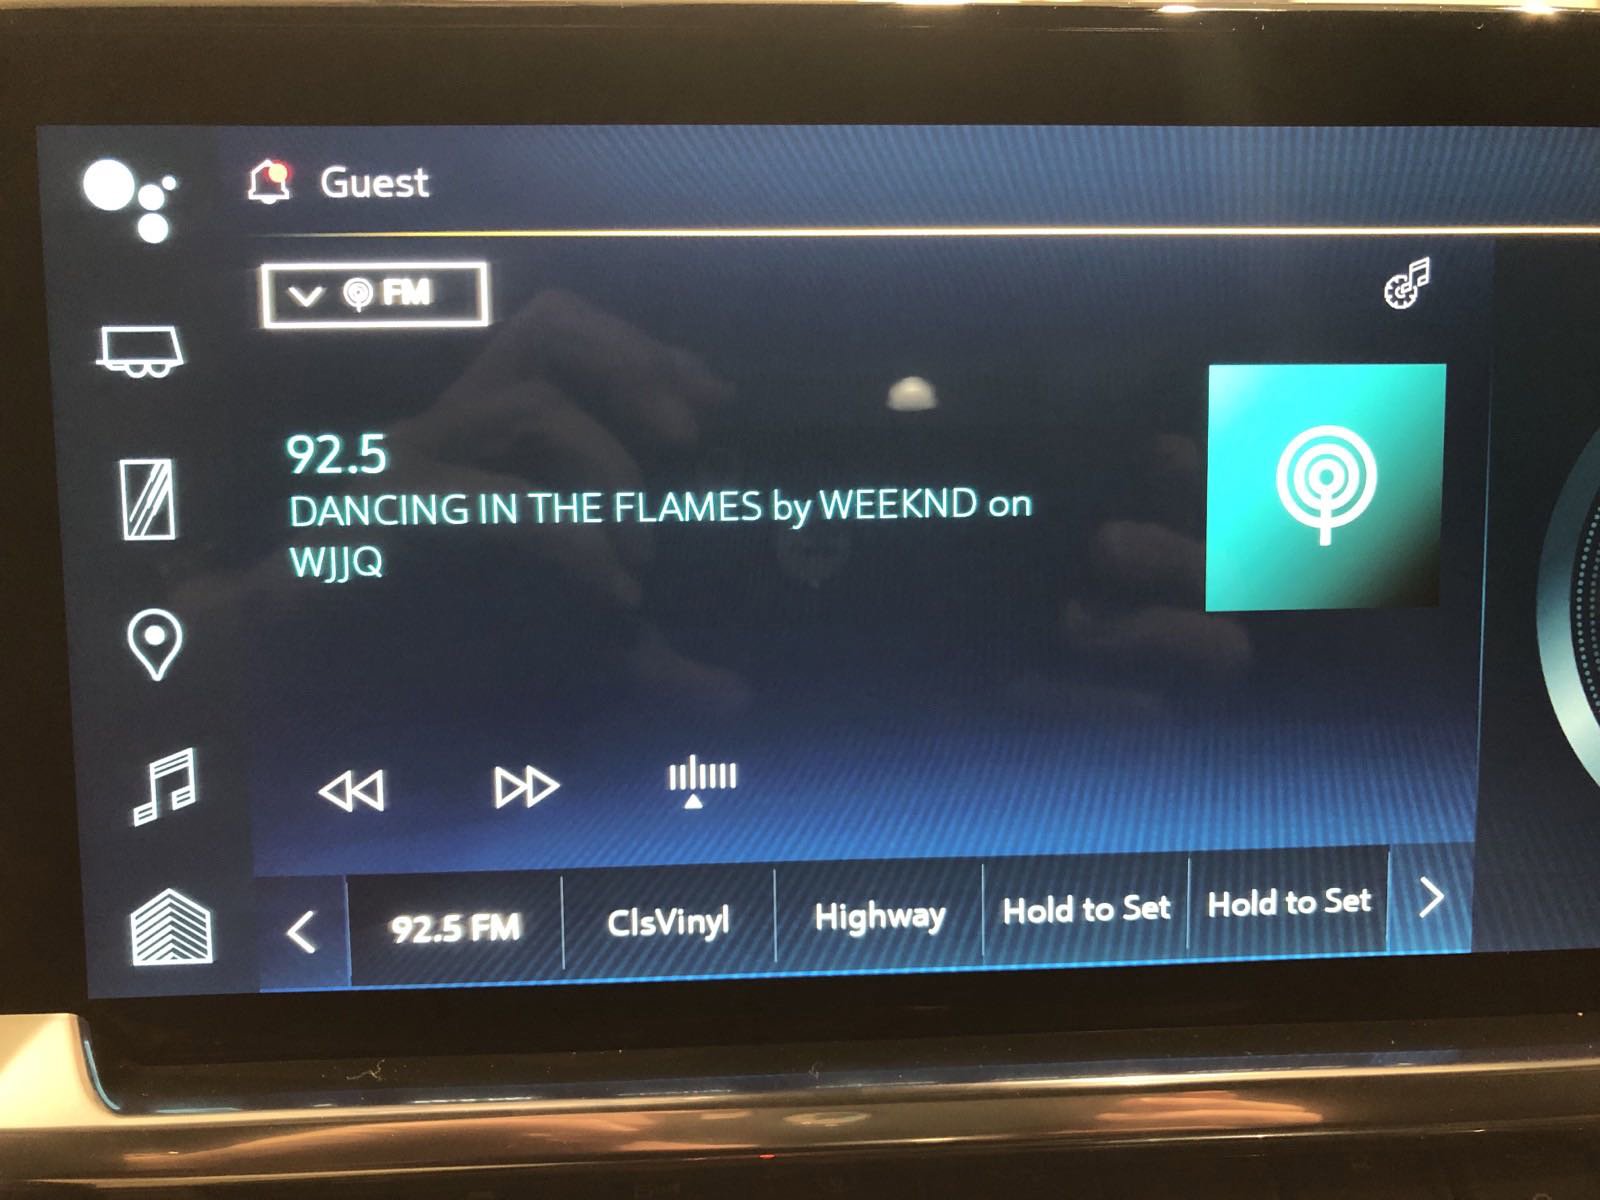 Guest
FM
92.5
DANCING IN THE FLAMES by WEEKND on
WJJQ
92.5 FM
ClsVinyl
Highway
Hold to Set
Hold to Set